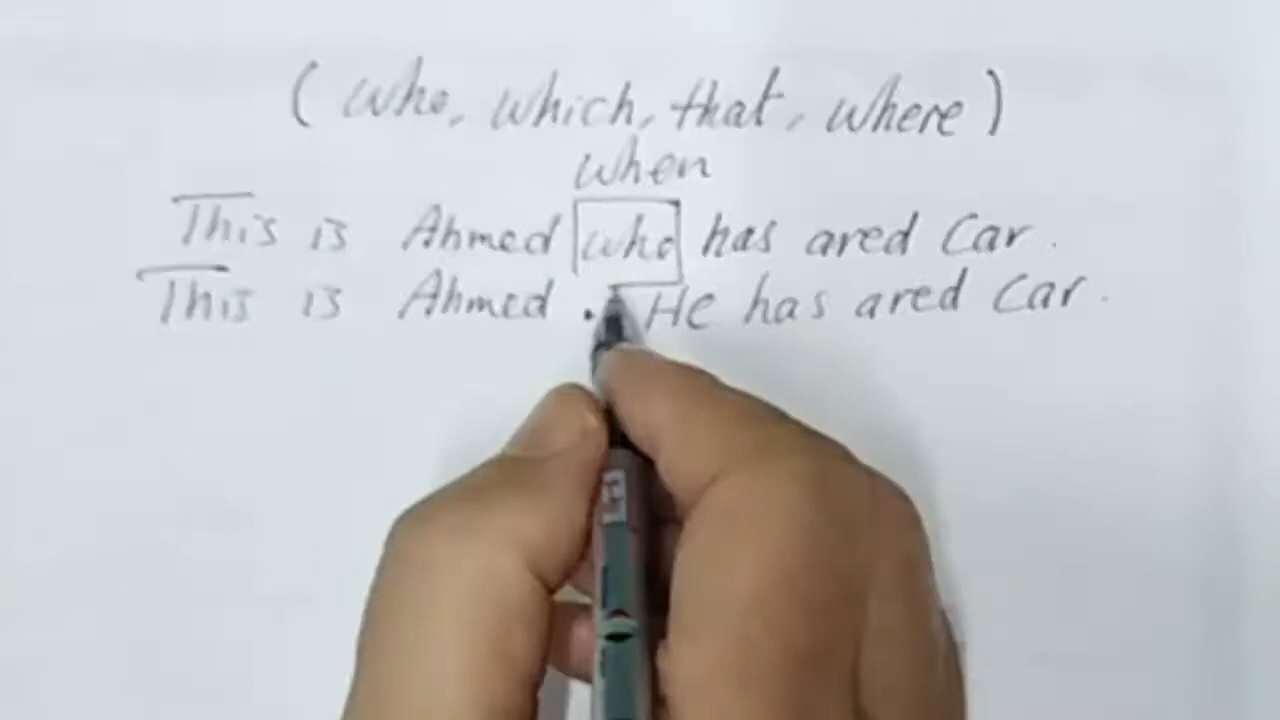 (who, which, that, where)
when
This is Ahmed who has ared Car.
This is Ahmed . He has ared Car.